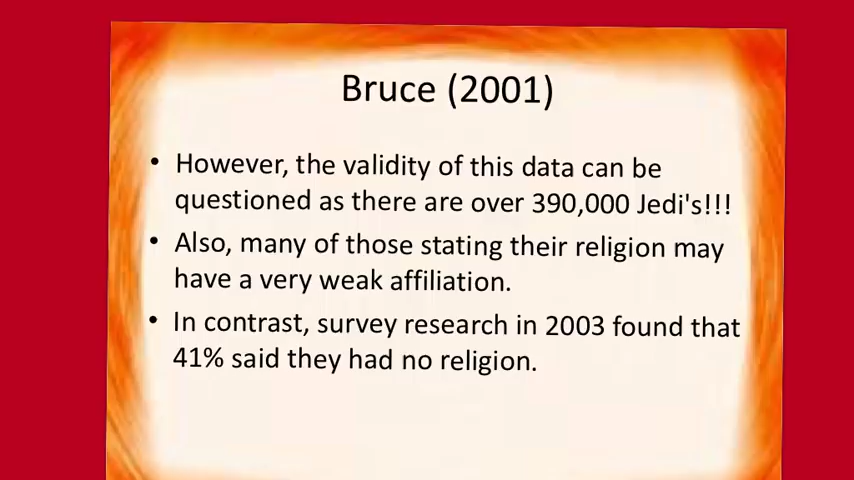 Bruce (2001)
• However, the validity of this data can be
questioned as there are over 390,000 Jedi's!!!
• Also, many of those stating their religion may
have a very weak affiliation.
• In contrast, survey research in 2003 found that
41% said they had no religion.